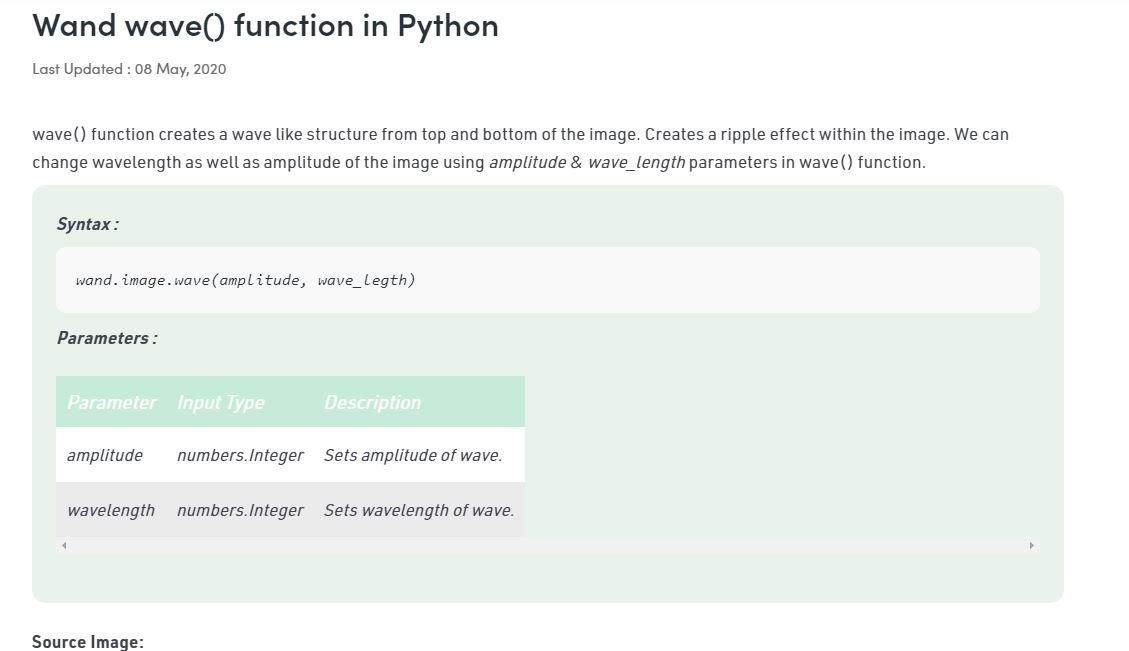 Wand wave() function in Python
Last Updated : 08 May, 2020
wave() function creates a wave like structure from top and bottom of the image. Creates a ripple effect within the image. We can
change wavelength as well as amplitude of the image using amplitude & wave_length parameters in wave() function.
Syntax :
wand.image.wave(amplitude, wave_legth)
Parameters :
Parameter Input Type Description
amplitude numbers.Integer Sets amplitude of wave.
wavelength numbers.Integer Sets wavelength of wave.
Source Image: